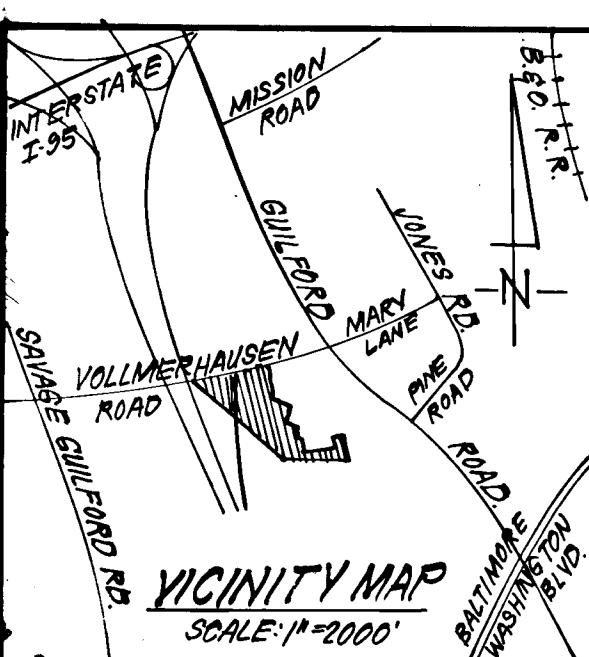 INTERSTATE
I-95
MISSION
ROAD
B.&O. R.R.
GUILFORD
JONES RD.
N
MARY
LANE
VOLLMERHAUSEN
ROAD
PINE
ROAD
SAVAGE GUILFORD RD.
ROAD.
BALTIMORE
WASHINGTON
BLVD.
VICINITY MAP
SCALE: 1"=2000'